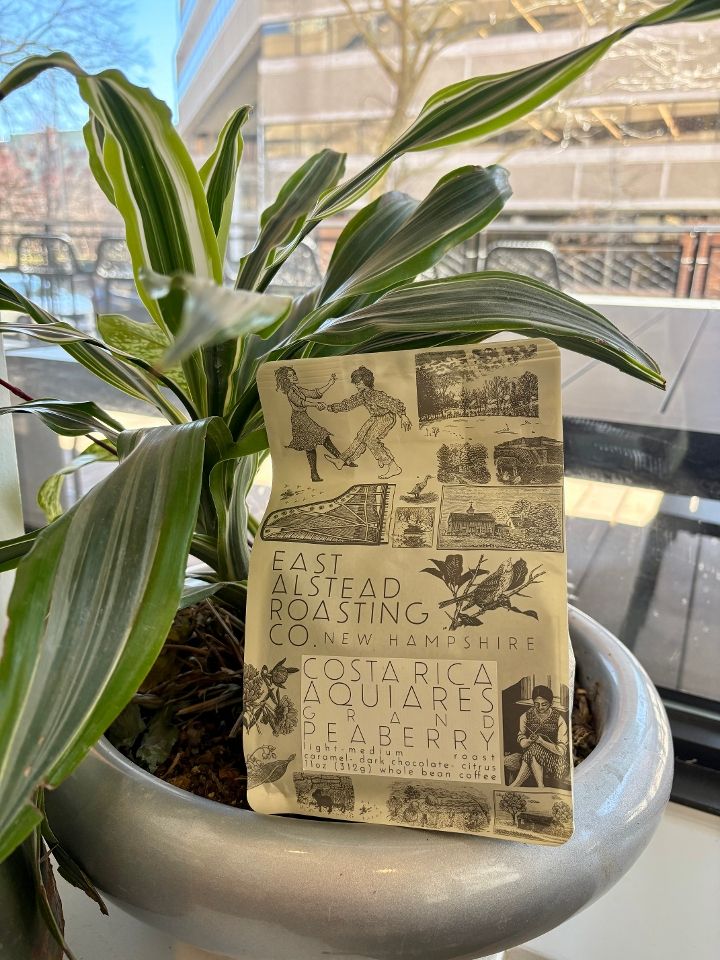 EAST
ALSTEAD
ROASTING
CO. NEW HAMPSHIRE
COSTA RICA
AQUIARES
GRAND
PEABERRY
light-medium roast
caramel- dark chocolate- citrus
11oz (312g) whole bean coffee